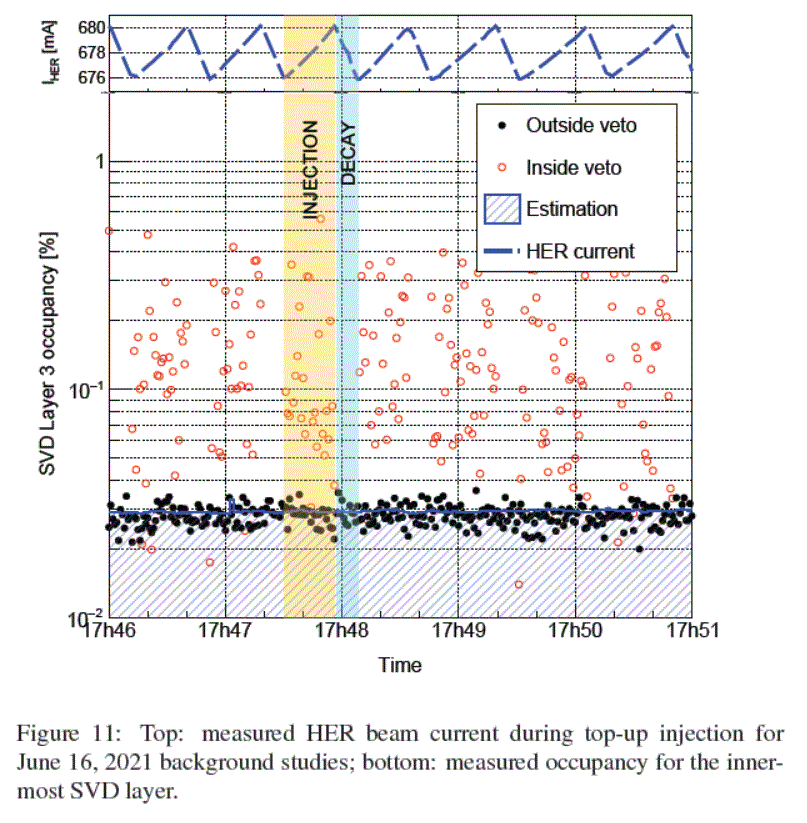 I_HER [mA]
680
678
676
INJECTION
DECAY
Outside veto
Inside veto
Estimation
HER current
SVD Layer 3 occupancy [%]
1
10⁻¹
10⁻²
17h46 17h47 17h48 17h49 17h50 17h51
Time
Figure 11: Top: measured HER beam current during top-up injection for
June 16, 2021 background studies; bottom: measured occupancy for the inner-
most SVD layer.